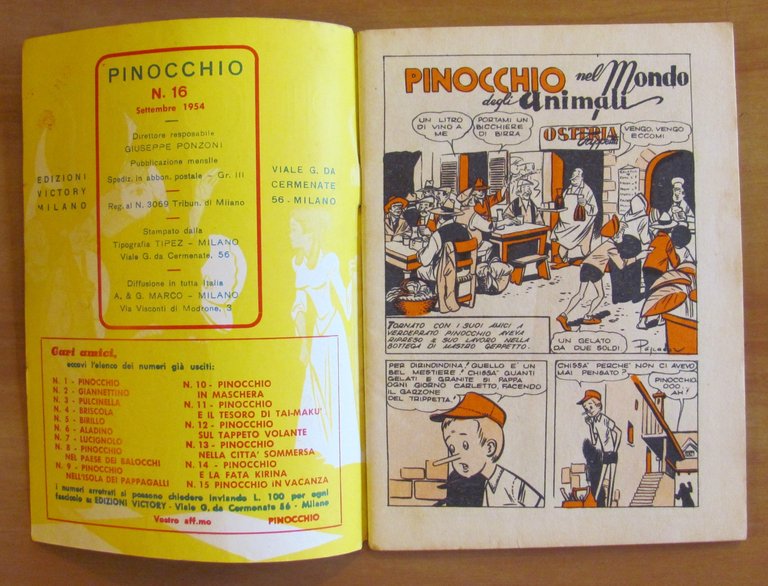 PINOCCHIO
N. 16
Settembre 1954
Direttore resposabile
GIUSEPPE PONZONI
Pubblicazione mensile
Spediz. in abbon. postale - Gr. III
Reg. al N. 3069 Tribun. di Milano
Stampato dalla
Tipografia TIPEZ - MILANO
Viale G. da Cermenate, 56
Diffusione in tutta Italia
A. & G. MARCO - MILANO
Via Visconti di Modrone, 3
EDIZIONI
VICTORY
MILANO
VIALE G. DA
CERMENATE
56 - MILANO
Cari amici,
eccovi l'elenco dei numeri già usciti:
N. 1 - PINOCCHIO
N. 2 - GIANNETTINO
N. 3 - PULCINELLA
N. 4 - BRISCOLA
N. 5 - BIRILLO
N. 6 - ALADINO
N. 7 - LUCIGNOLO
N. 8 - PINOCCHIO
NEL PAESE DEI BALOCCHI
N. 9 - PINOCCHIO
NELL'ISOLA DEI PAPPAGALLI
N. 10 - PINOCCHIO
IN MASCHERA
N. 11 - PINOCCHIO
E IL TESORO DI TAI-MAKU'
N. 12 - PINOCCHIO
SUL TAPPETO VOLANTE
N. 13 - PINOCCHIO
NELLA CITTA' SOMMERSA
N. 14 - PINOCCHIO
E LA FATA KIRINA
N. 15 PINOCCHIO IN VACANZA
I numeri arretrati si possono chiedere inviando L. 100 per ogni
fascicolo a: EDIZIONI VICTORY - Viale G. da Cermenate 56 - Milano
Vostro aff.mo PINOCCHIO
PINOCCHIO nel Mondo
degli Animali
UN LITRO
DI VINO A
ME
PORTAMI UN
BICCHIERE
DI BIRRA
OSTERIA
VENGO, VENGO
ECCOMI
TORNATO CON I SUOI AMICI A
VERDEPRATO PINOCCHIO AVEVA
RIPRESO IL SUO LAVORO NELLA
BOTTEGA DI MASTRO GEPPETTO
UN GELATO
DA DUE SOLDI.
PER DIRINDINDINA! QUELLO E' UN
BEL MESTIERE! CHISSA' QUANTI
GELATI E GRANITE SI PAPPA
OGNI GIORNO CARLETTO, FACENDO
IL GARZONE
DEL TRIPPETTA!
CHISSA' PERCHE' NON CI AVEVO
MAI PENSATO?
PINOCCHIO
OOO...
AH!